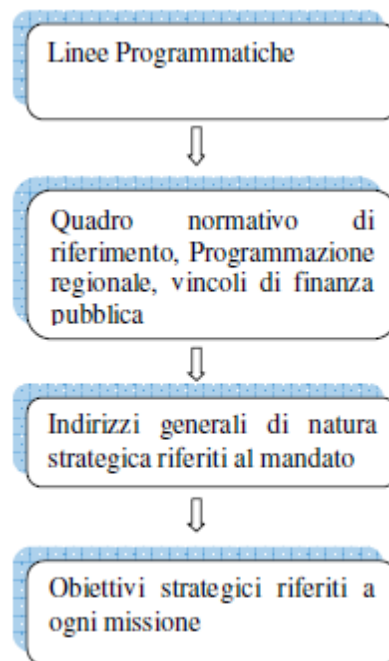 Linee Programmatiche
Quadro normativo di
riferimento, Programmazione
regionale, vincoli di finanza
pubblica
Indirizzi generali di natura
strategica riferiti al mandato
Obiettivi strategici riferiti a
ogni missione